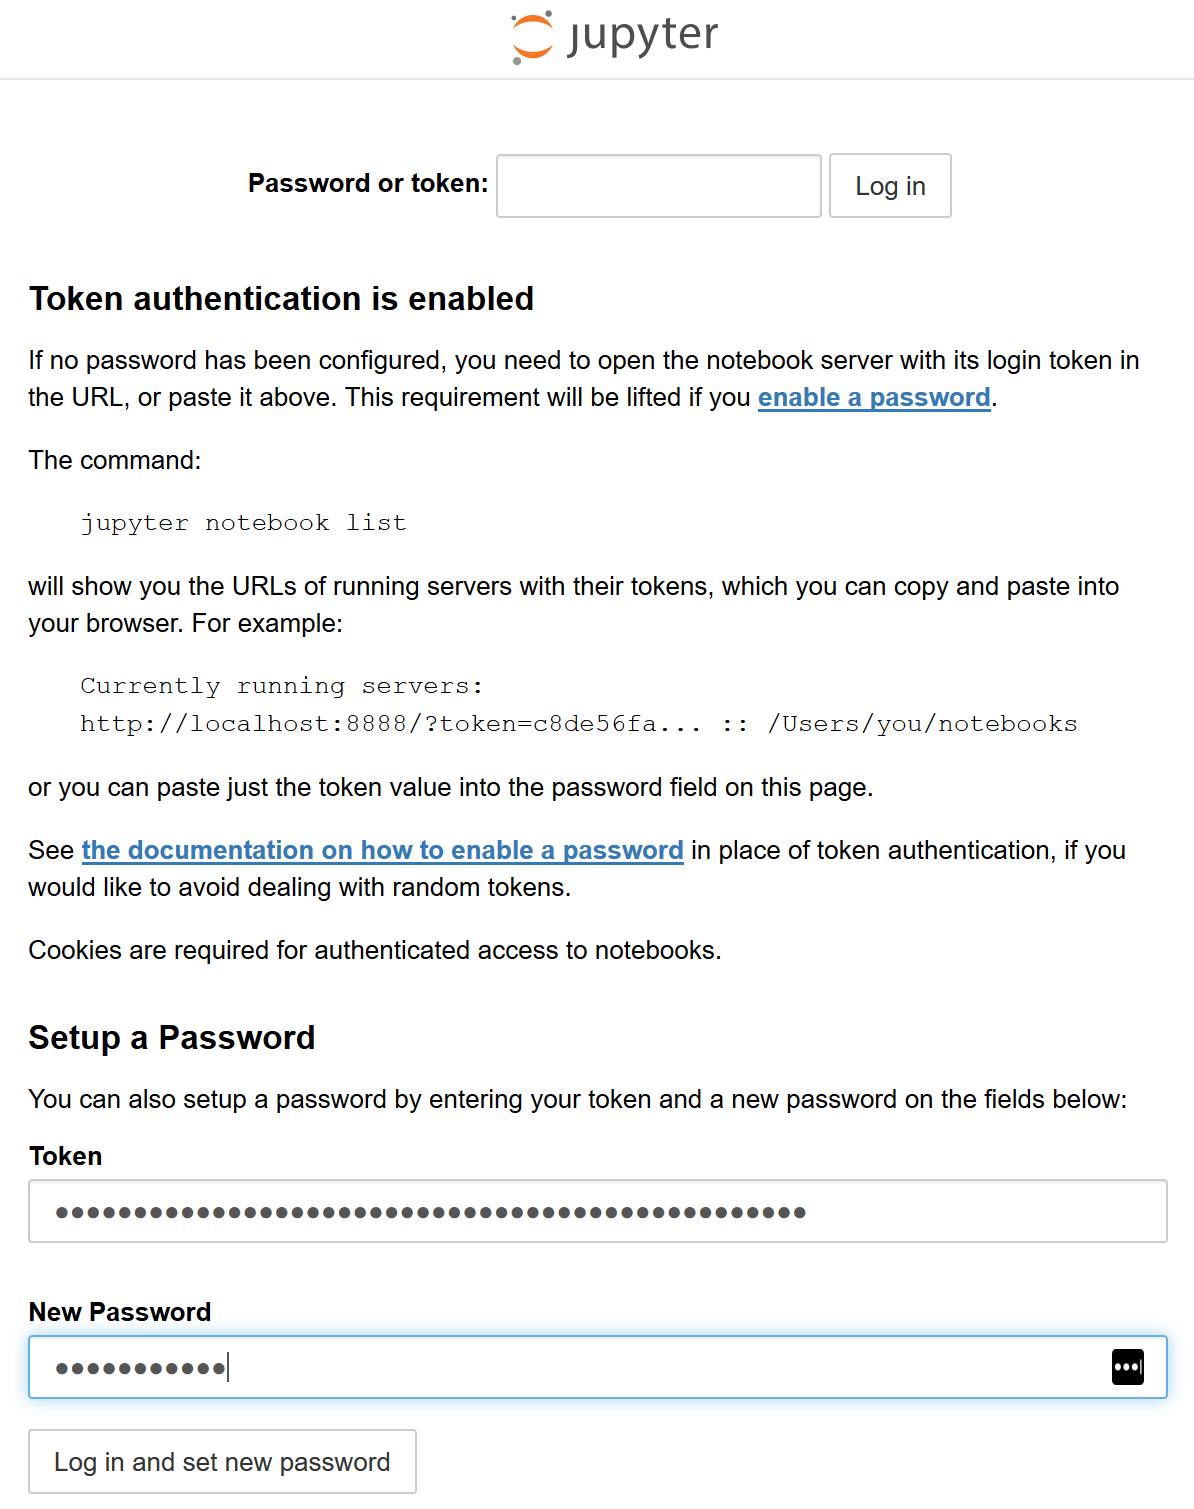 jupyter
Password or token:
Log in
Token authentication is enabled
If no password has been configured, you need to open the notebook server with its login token in
the URL, or paste it above. This requirement will be lifted if you enable a password.
The command:
jupyter notebook list
will show you the URLs of running servers with their tokens, which you can copy and paste into
your browser. For example:
Currently running servers:
http://localhost:8888/?token=c8de56fa... :: /Users/you/notebooks
or you can paste just the token value into the password field on this page.
See the documentation on how to enable a password in place of token authentication, if you
would like to avoid dealing with random tokens.
Cookies are required for authenticated access to notebooks.
Setup a Password
You can also setup a password by entering your token and a new password on the fields below:
Token
••••••••••••••••••••••••••••••••••••••••••••••••
New Password
•••••••••••
Log in and set new password